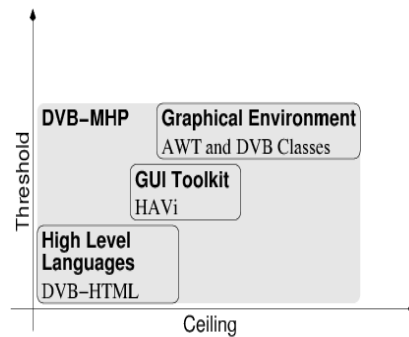 Threshold
DVB–MHP
Graphical Environment
AWT and DVB Classes
GUI Toolkit
HAVi
High Level
Languages
DVB–HTML
Ceiling